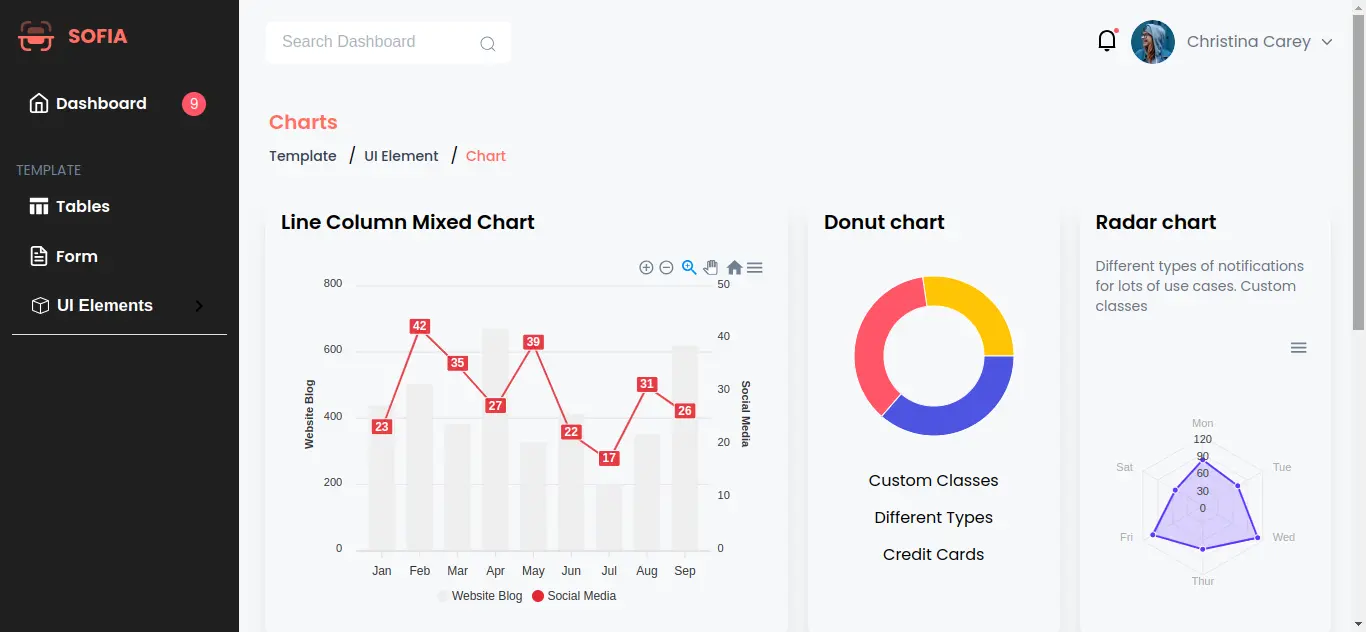 SOFIA
Search Dashboard
Christina Carey
Dashboard
9
TEMPLATE
Tables
Form
UI Elements
Charts
Template / UI Element / Chart
Line Column Mixed Chart
800
600
400
200
0
Website Blog
50
40
30
20
10
0
Social Media
23
42
35
27
39
22
17
31
26
Jan Feb Mar Apr May Jun Jul Aug Sep
Website Blog Social Media
Donut chart
Custom Classes
Different Types
Credit Cards
Radar chart
Different types of notifications
for lots of use cases. Custom
classes
Mon
120
90
60
30
0
Sat
Tue
Fri
Wed
Thur